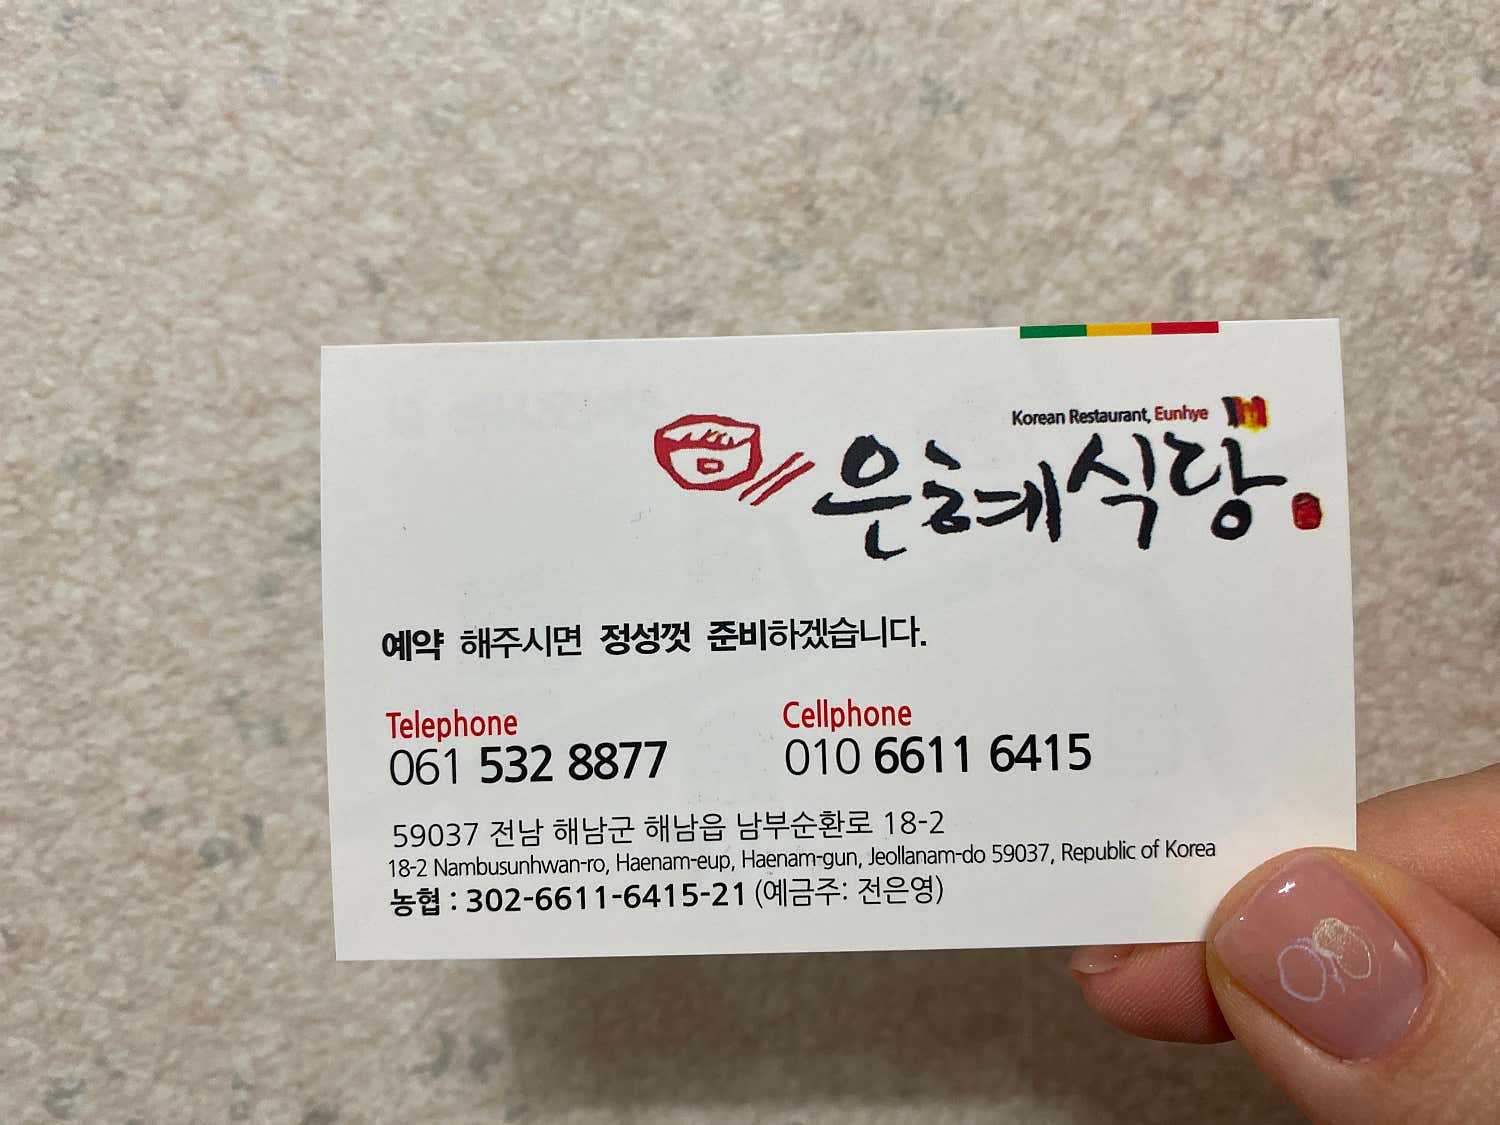 Korean Restaurant, Eunhye
은혜식당
예약 해주시면 정성껏 준비하겠습니다.
Telephone
061 532 8877
Cellphone
010 6611 6415
59037 전남 해남군 해남읍 남부순환로 18-2
18-2 Nambusunhwan-ro, Haenam-eup, Haenam-gun, Jeollanam-do 59037, Republic of Korea
농협 : 302-6611-6415-21 (예금주: 전은영)